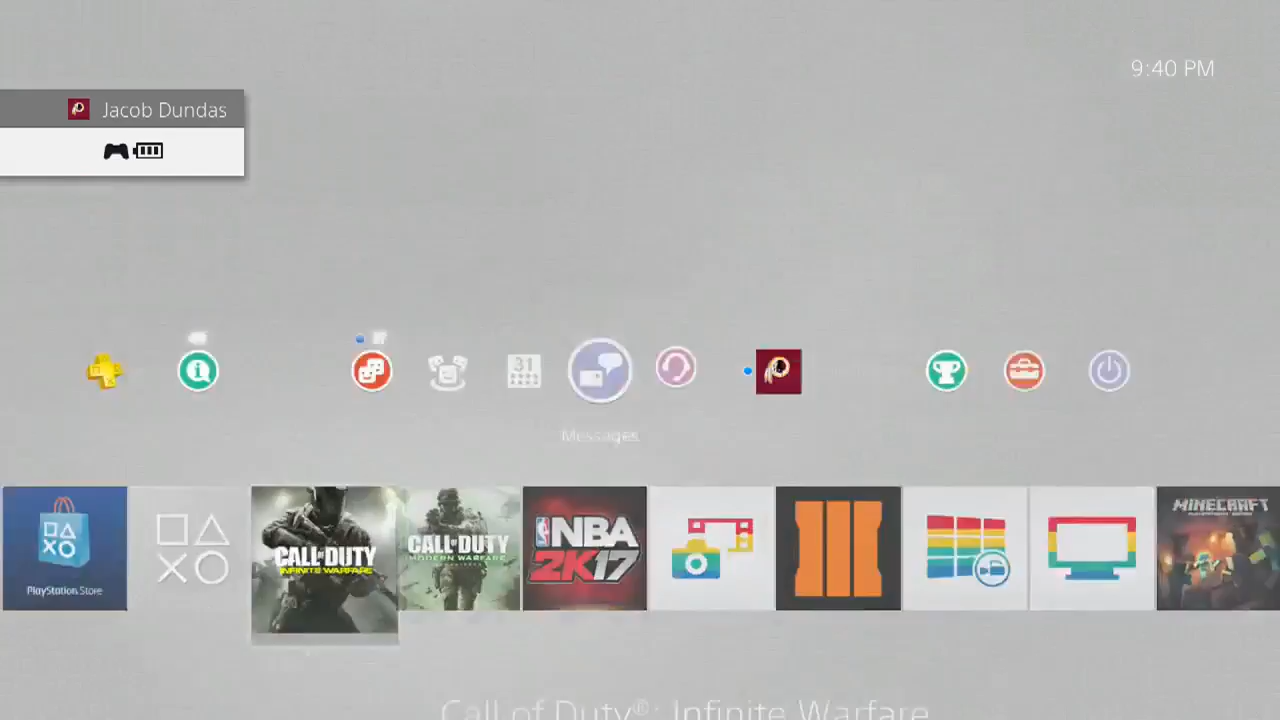 9:40 PM
Jacob Dundas
31
Messages
PlayStation Store
CALL OF DUTY
INFINITE WARFARE
CALL OF DUTY
MODERN WARFARE
NBA
2K17
MINECRAFT
Call of Duty®: Infinite Warfare